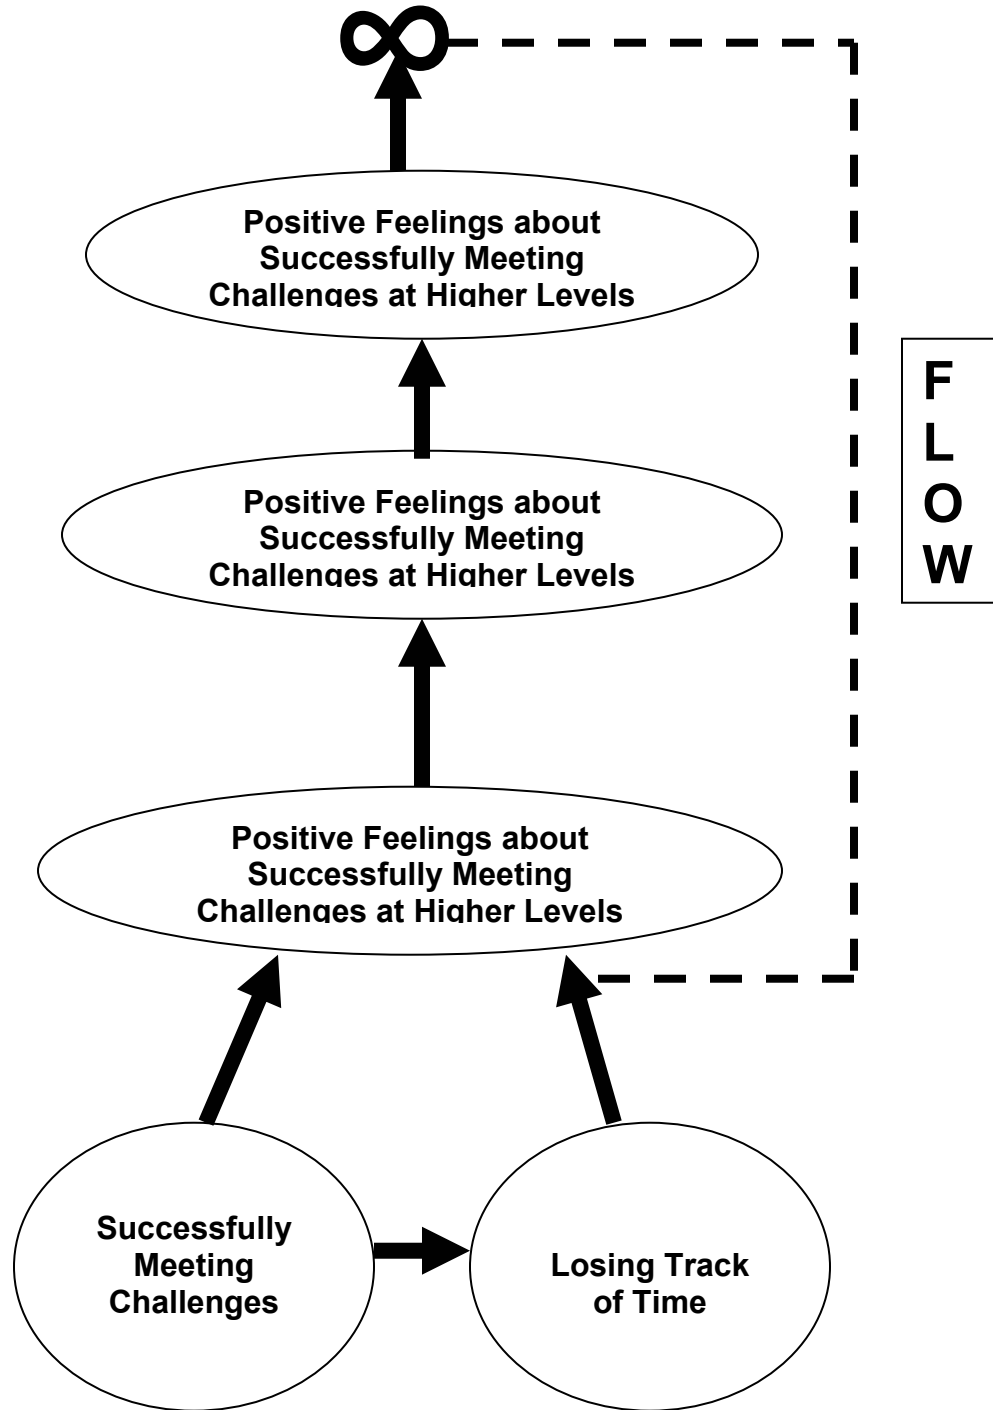 ∞
Positive Feelings about
Successfully Meeting
Challenges at Higher Levels
F
L
O
W
Positive Feelings about
Successfully Meeting
Challenges at Higher Levels
Positive Feelings about
Successfully Meeting
Challenges at Higher Levels
Successfully
Meeting
Challenges
Losing Track
of Time